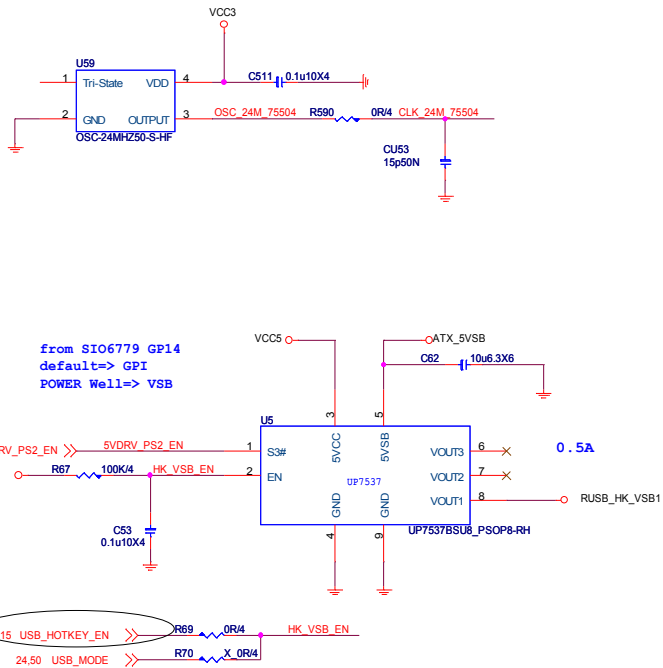 VCC3
U59
C511 0.1u10X4
1 Tri-State VDD 4
2 GND OUTPUT 3
OSC_24M_75504 R590 0R/4 CLK_24M_75504
OSC-24MHZ50-S-HF
CU53
15p50N
from SIO6779 GP14
default=> GPI
POWER Well=> VSB
VCC5 ATX_5VSB
C62 10u6.3X6
3 5
U5
RV_PS2_EN 5VDRV_PS2_EN 1 S3# 5VCC 5VSB VOUT3 6 0.5A
R67 100K/4 HK_VSB_EN 2 EN VOUT2 7
UP7537
GND GND VOUT1 8 RUSB_HK_VSB1
C53
0.1u10X4
4 9 UP7537BSU8_PSOP8-RH
15 USB_HOTKEY_EN R69 0R/4 HK_VSB_EN
24,50 USB_MODE R70 X_0R/4